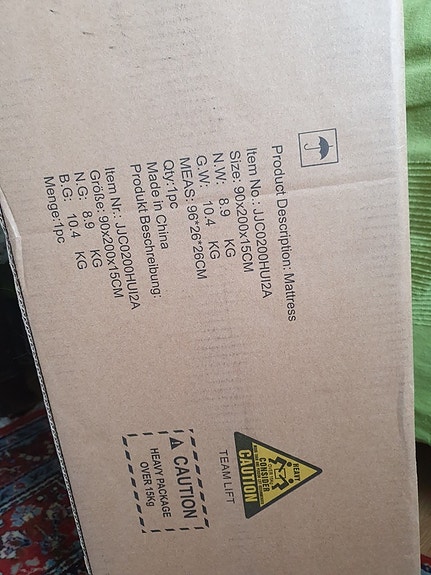 Product Description: Mattress
Item No.: JJC0200HUI2A
Size: 90x200x15CM
N.W: 8.9 KG
G.W: 10.4 KG
MEAS: 96*26*26CM
Qty:1pc
Made in China
Produkt Beschreibung:
Item Nr.: JJC0200HUI2A
Größe: 90x200x15CM
N.G: 8.9 KG
B.G: 10.4 KG
Menge:1pc
HEAVY
CONSIDER
CAUTION
TEAM LIFT
CAUTION
HEAVY PACKAGE
OVER 15Kg